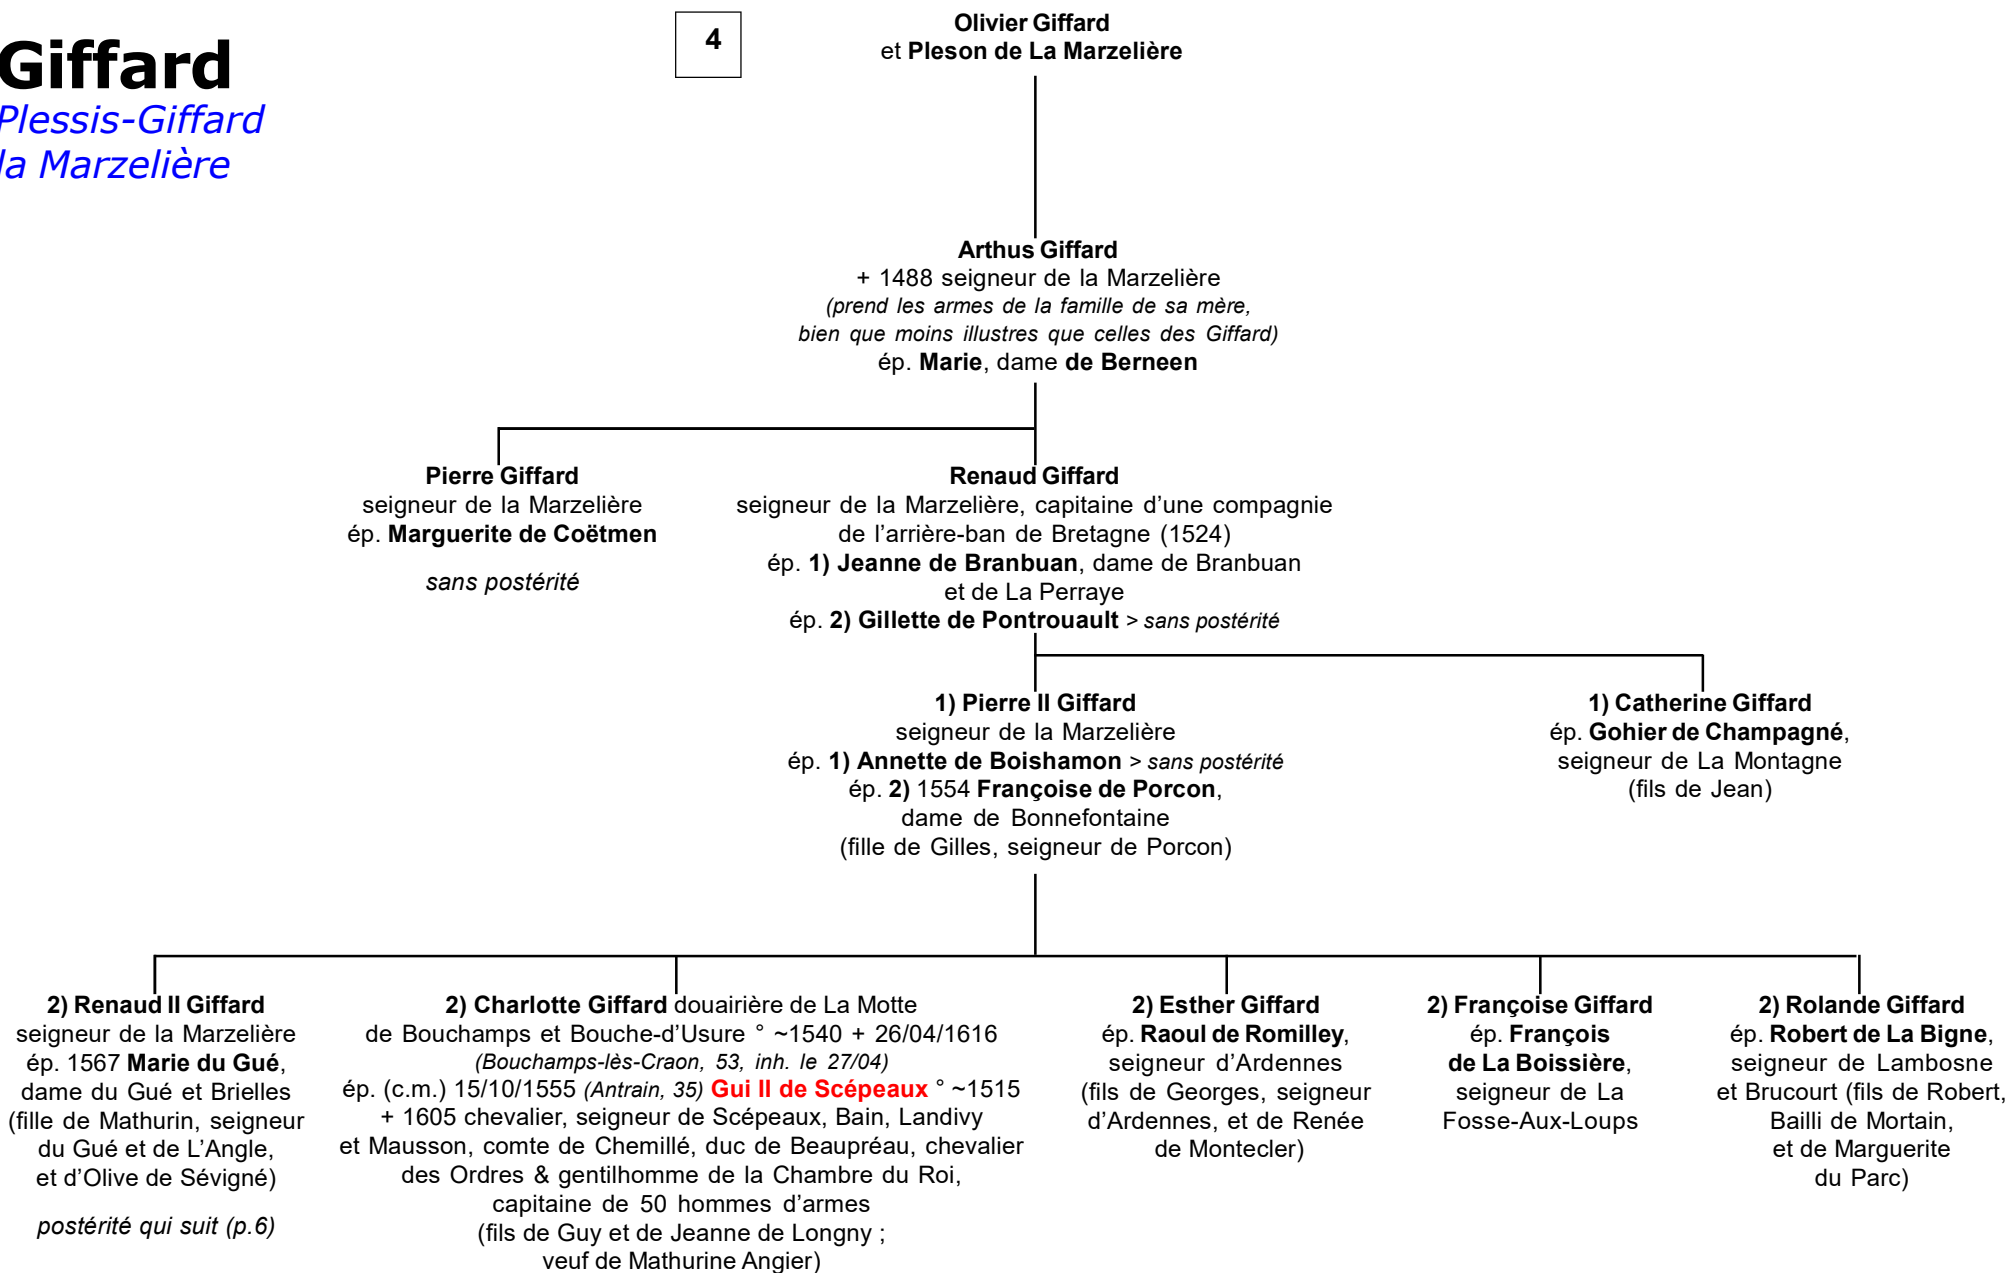 Giffard
Plessis-Giffard
la Marzelière
4
Olivier Giffard
et Pleson de La Marzelière
Arthus Giffard
+ 1488 seigneur de la Marzelière
(prend les armes de la famille de sa mère,
bien que moins illustres que celles des Giffard)
ép. Marie, dame de Berneen
Pierre Giffard
seigneur de la Marzelière
ép. Marguerite de Coëtmen
sans postérité
Renaud Giffard
seigneur de la Marzelière, capitaine d’une compagnie
de l’arrière-ban de Bretagne (1524)
ép. 1) Jeanne de Branbuan, dame de Branbuan
et de La Perraye
ép. 2) Gillette de Pontrouault > sans postérité
1) Pierre II Giffard
seigneur de la Marzelière
ép. 1) Annette de Boishamon > sans postérité
ép. 2) 1554 Françoise de Porcon,
dame de Bonnefontaine
(fille de Gilles, seigneur de Porcon)
1) Catherine Giffard
ép. Gohier de Champagné,
seigneur de La Montagne
(fils de Jean)
2) Renaud II Giffard
seigneur de la Marzelière
ép. 1567 Marie du Gué,
dame du Gué et Brielles
(fille de Mathurin, seigneur
du Gué et de L’Angle,
et d’Olive de Sévigné)
postérité qui suit (p.6)
2) Charlotte Giffard douairière de La Motte
de Bouchamps et Bouche-d’Usure ° ~1540 + 26/04/1616
(Bouchamps-lès-Craon, 53, inh. le 27/04)
ép. (c.m.) 15/10/1555 (Antrain, 35) Gui II de Scépeaux ° ~1515
+ 1605 chevalier, seigneur de Scépeaux, Bain, Landivy
et Mausson, comte de Chemillé, duc de Beaupréau, chevalier
des Ordres & gentilhomme de la Chambre du Roi,
capitaine de 50 hommes d’armes
(fils de Guy et de Jeanne de Longny ;
veuf de Mathurine Angier)
2) Esther Giffard
ép. Raoul de Romilley,
seigneur d’Ardennes
(fils de Georges, seigneur
d’Ardennes, et de Renée
de Montecler)
2) Françoise Giffard
ép. François
de La Boissière,
seigneur de La
Fosse-Aux-Loups
2) Rolande Giffard
ép. Robert de La Bigne,
seigneur de Lambosne
et Brucourt (fils de Robert,
Bailli de Mortain,
et de Marguerite
du Parc)